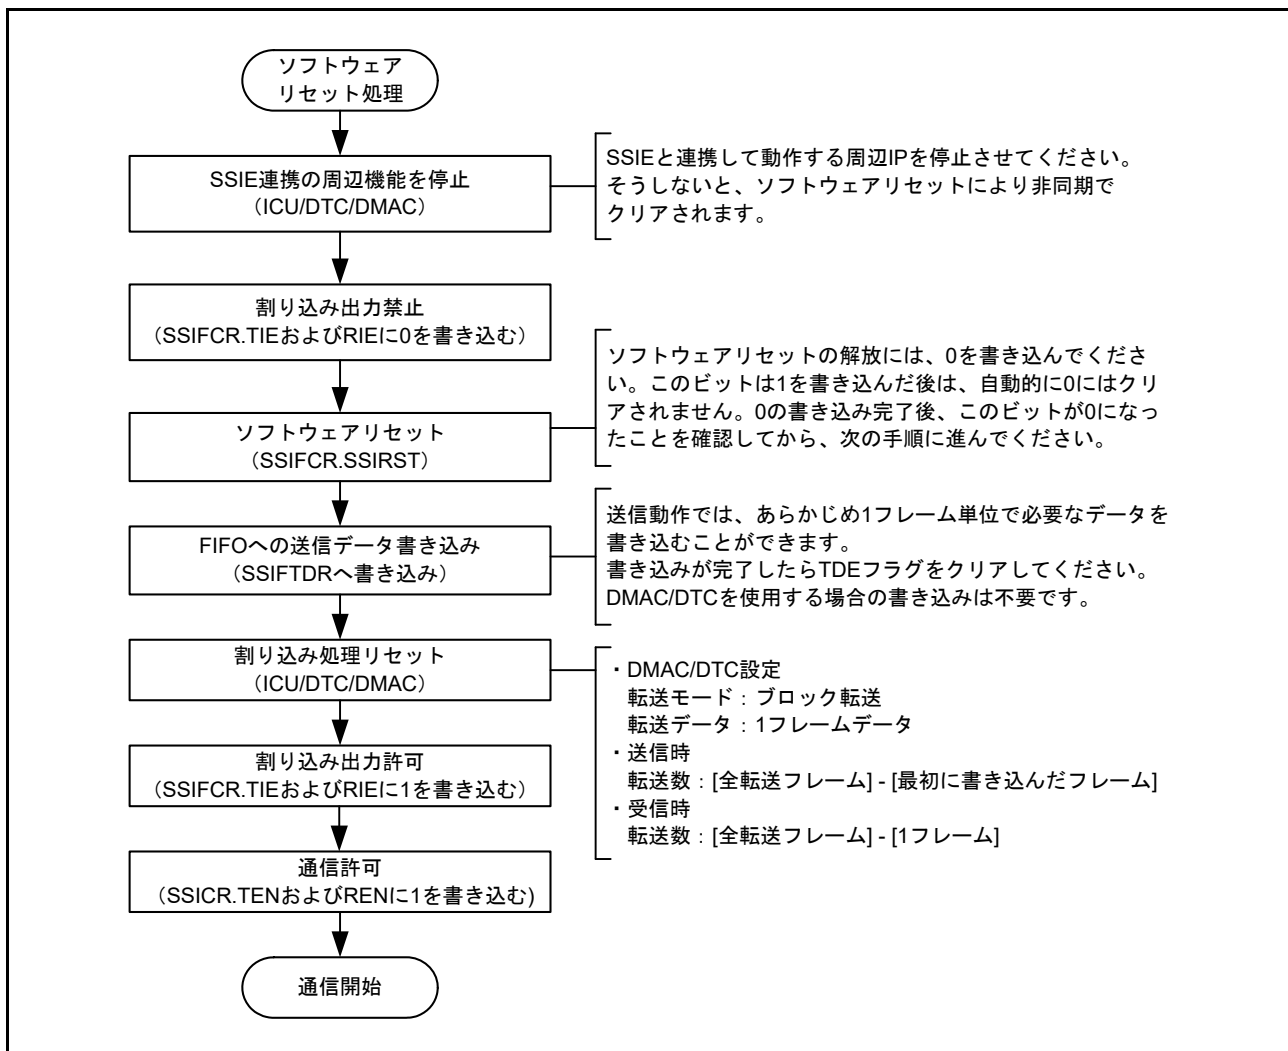 ソフトウェア
リセット処理
SSIE連携の周辺機能を停止
（ICU/DTC/DMAC）
SSIEと連携して動作する周辺IPを停止させてください。
そうしないと、ソフトウェアリセットにより非同期で
クリアされます。
割り込み出力禁止
（SSIFCR.TIEおよびRIEに0を書き込む）
ソフトウェアリセット
（SSIFCR.SSIRST）
ソフトウェアリセットの解放には、0を書き込んでくださ
い。このビットは1を書き込んだ後は、自動的に0にはクリ
アされません。0の書き込み完了後、このビットが0になっ
たことを確認してから、次の手順に進んでください。
FIFOへの送信データ書き込み
（SSIFTDRへ書き込み）
送信動作では、あらかじめ1フレーム単位で必要なデータを
書き込むことができます。
書き込みが完了したらTDEフラグをクリアしてください。
DMAC/DTCを使用する場合の書き込みは不要です。
割り込み処理リセット
（ICU/DTC/DMAC）
・DMAC/DTC設定
転送モード：ブロック転送
転送データ：1フレームデータ
・送信時
転送数：[全転送フレーム] - [最初に書き込んだフレーム]
・受信時
転送数：[全転送フレーム] - [1フレーム]
割り込み出力許可
（SSIFCR.TIEおよびRIEに1を書き込む）
通信許可
（SSICR.TENおよびRENに1を書き込む)
通信開始